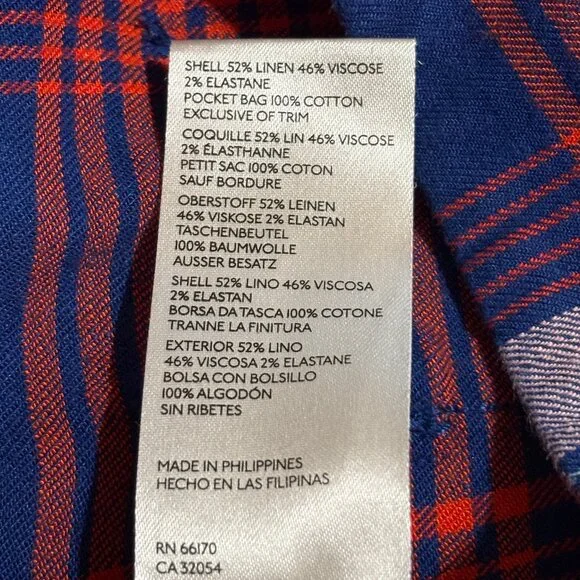 SHELL 52% LINEN 46% VISCOSE
2% ELASTANE
POCKET BAG 100% COTTON
EXCLUSIVE OF TRIM
COQUILLE 52% LIN 46% VISCOSE
2% ÉLASTHANNE
PETIT SAC 100% COTON
SAUF BORDURE
OBERSTOFF 52% LEINEN
46% VISKOSE 2% ELASTAN
TASCHENBEUTEL
100% BAUMWOLLE
AUSSER BESATZ
SHELL 52% LINO 46% VISCOSA
2% ELASTAN
BORSA DA TASCA 100% COTONE
TRANNE LA FINITURA
EXTERIOR 52% LINO
46% VISCOSA 2% ELASTANE
BOLSA CON BOLSILLO
100% ALGODÓN
SIN RIBETES
MADE IN PHILIPPINES
HECHO EN LAS FILIPINAS
RN 66170
CA 32054